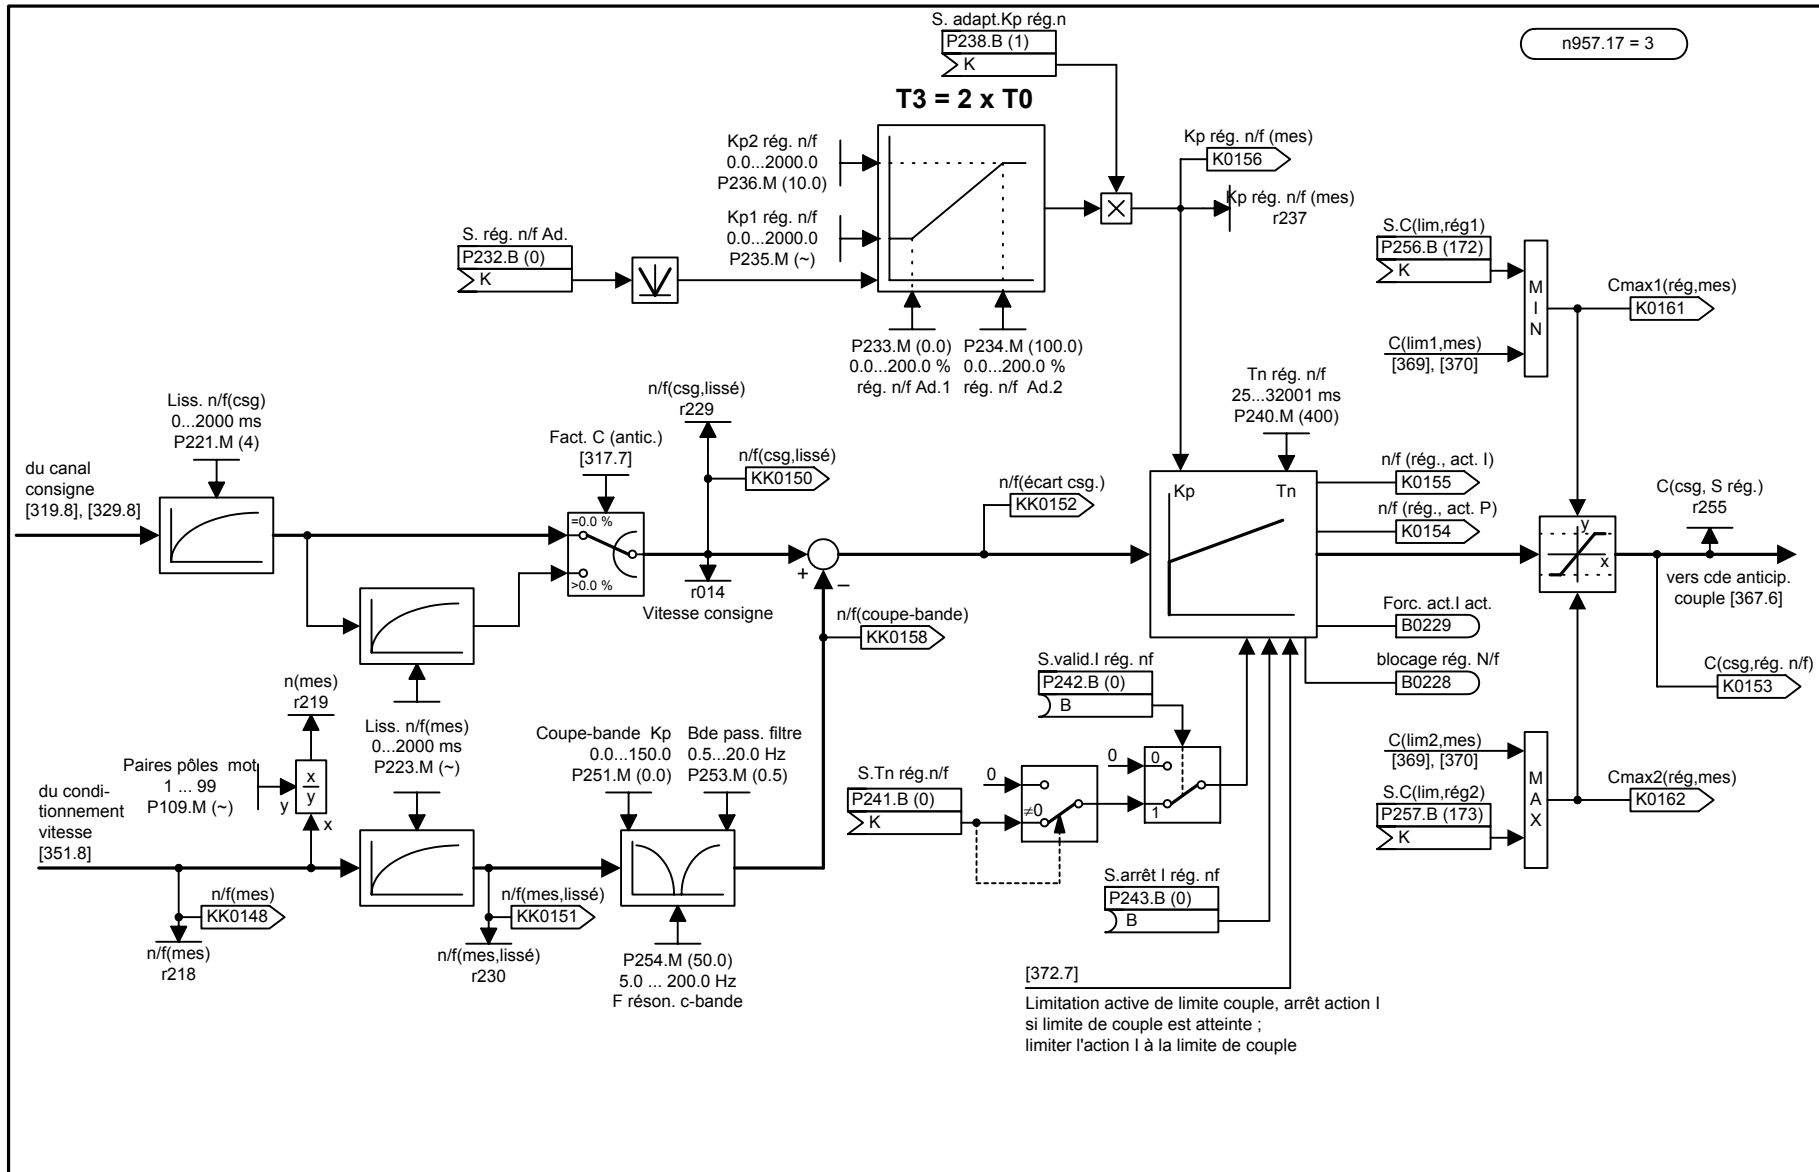 S. adapt.Kp rég.n
P238.B (1)
K
n957.17 = 3
T3 = 2 x T0
Kp2 rég. n/f
0.0...2000.0
P236.M (10.0)
Kp1 rég. n/f
0.0...2000.0
P235.M (~)
Kp rég. n/f (mes)
K0156
Kp rég. n/f (mes)
r237
S. rég. n/f Ad.
P232.B (0)
K
P233.M (0.0)
0.0...200.0 %
rég. n/f Ad.1
P234.M (100.0)
0.0...200.0 %
rég. n/f Ad.2
S.C(lim,rég1)
P256.B (172)
K
C(lim1,mes)
[369], [370]
M
I
N
Cmax1(rég,mes)
K0161
Liss. n/f(csg)
0...2000 ms
P221.M (4)
du canal
consigne
[319.8], [329.8]
Fact. C (antic.)
[317.7]
=0.0 %
>0.0 %
n/f(csg,lissé)
r229
n/f(csg,lissé)
KK0150
r014
Vitesse consigne
+
–
n/f(écart csg.)
KK0152
n/f(coupe-bande)
KK0158
Tn rég. n/f
25...32001 ms
P240.M (400)
Kp
Tn
n/f (rég., act. I)
K0155
n/f (rég., act. P)
K0154
Forc. act.I act.
B0229
blocage rég. N/f
B0228
y
x
C(csg, S rég.)
r255
vers cde anticip.
couple [367.6]
C(csg,rég. n/f)
K0153
n(mes)
r219
Paires pôles mot
1 ... 99
P109.M (~)
y
x
y
x
du condi-
tionnement
vitesse
[351.8]
Liss. n/f(mes)
0...2000 ms
P223.M (~)
n/f(mes)
KK0148
n/f(mes)
r218
n/f(mes,lissé)
KK0151
n/f(mes,lissé)
r230
Coupe-bande Kp
0.0...150.0
P251.M (0.0)
Bde pass. filtre
0.5...20.0 Hz
P253.M (0.5)
P254.M (50.0)
5.0 ... 200.0 Hz
F réson. c-bande
S.valid.I rég. nf
P242.B (0)
B
S.Tn rég.n/f
P241.B (0)
K
0
≠0
0
0
1
S.arrêt I rég. nf
P243.B (0)
B
[372.7]
Limitation active de limite couple, arrêt action I
si limite de couple est atteinte ;
limiter l'action I à la limite de couple
C(lim2,mes)
[369], [370]
S.C(lim,rég2)
P257.B (173)
K
M
A
X
Cmax2(rég,mes)
K0162